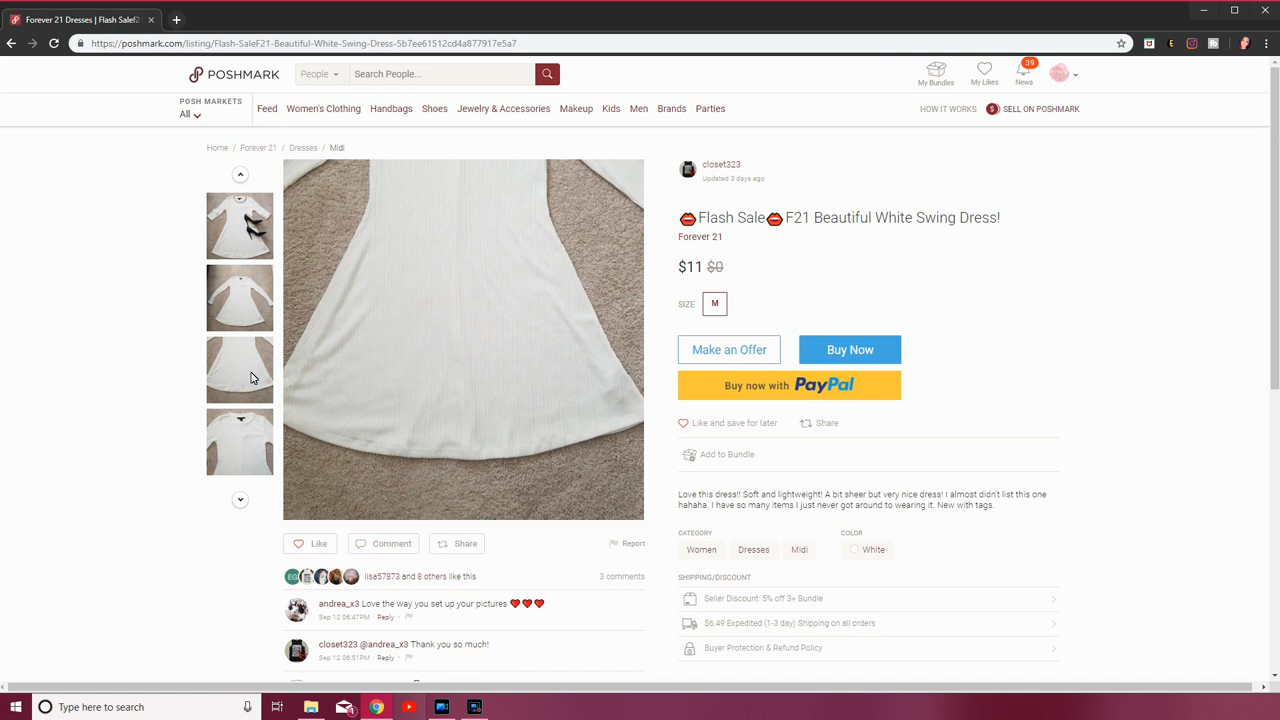 Forever 21 Dresses | Flash Sale!
https://poshmark.com/listing/Flash-SaleF21-Beautiful-White-Swing-Dress-5b7ee61512cd4a877917e5a7
POSHMARK
People
Search People...
My Bundles
My Likes
39
News
POSH MARKETS
All
Feed Women's Clothing Handbags Shoes Jewelry & Accessories Makeup Kids Men Brands Parties
HOW IT WORKS
$ SELL ON POSHMARK
Home / Forever 21 / Dresses / Midi
closet323
Updated 3 days ago
Flash Sale F21 Beautiful White Swing Dress!
Forever 21
$11 $0
SIZE M
Make an Offer
Buy Now
Buy now with PayPal
Like and save for later
Share
Add to Bundle
Love this dress!! Soft and lightweight! A bit sheer but very nice dress! I almost didn't list this one
hahaha. I have so many items I just never got around to wearing it. New with tags.
CATEGORY
Women Dresses Midi
COLOR
White
SHIPPING/DISCOUNT
Seller Discount: 5% off 3+ Bundle
$6.49 Expedited (1-3 day) Shipping on all orders
Buyer Protection & Refund Policy
Like
Comment
Share
Report
EG
lisa57873 and 8 others like this
3 comments
andrea_x3 Love the way you set up your pictures
Sep 12 06:47PM · Reply ·
closet323 @andrea_x3 Thank you so much!
Sep 12 06:51PM · Reply ·
Type here to search
1